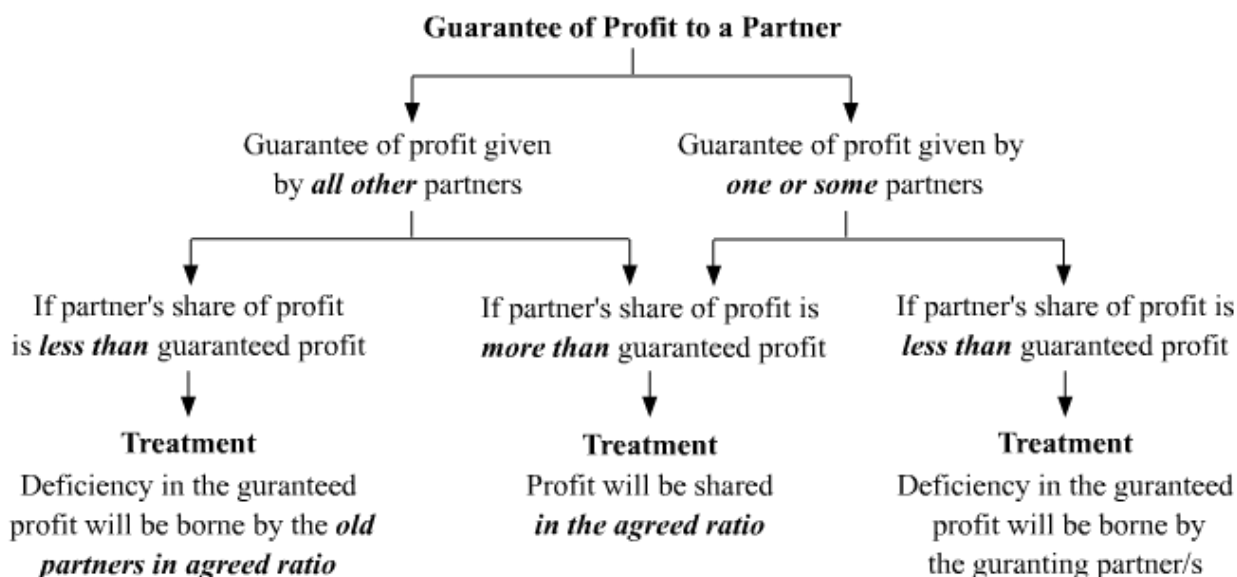 Guarantee of Profit to a Partner
Guarantee of profit given
by all other partners
Guarantee of profit given by
one or some partners
If partner's share of profit
is less than guaranteed profit
If partner's share of profit is
more than guaranteed profit
If partner's share of profit is
less than guaranteed profit
Treatment
Deficiency in the guranteed
profit will be borne by the old
partners in agreed ratio
Treatment
Profit will be shared
in the agreed ratio
Treatment
Deficiency in the guranteed
profit will be borne by
the guranting partner/s